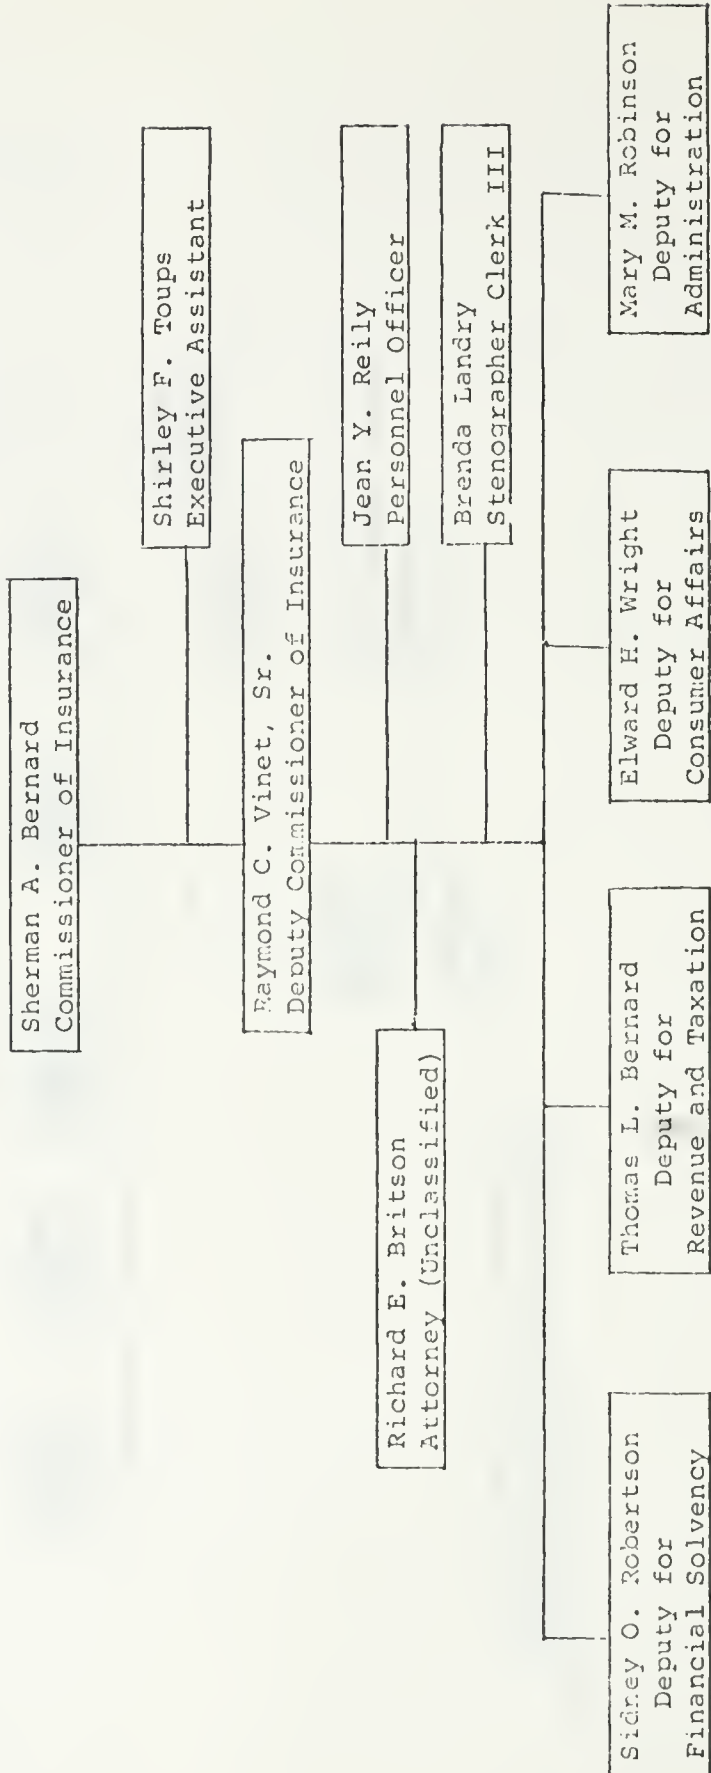 Sherman A. Bernard
Commissioner of Insurance
Shirley F. Toups
Executive Assistant
Raymond C. Vinet, Sr.
Deputy Commissioner of Insurance
Jean Y. Reily
Personnel Officer
Richard E. Britson
Attorney (Unclassified)
Brenda Landry
Stenographer Clerk III
Sidney O. Robertson
Deputy for
Financial Solvency
Thomas L. Bernard
Deputy for
Revenue and Taxation
Elward H. Wright
Deputy for
Consumer Affairs
Mary M. Robinson
Deputy for
Administration